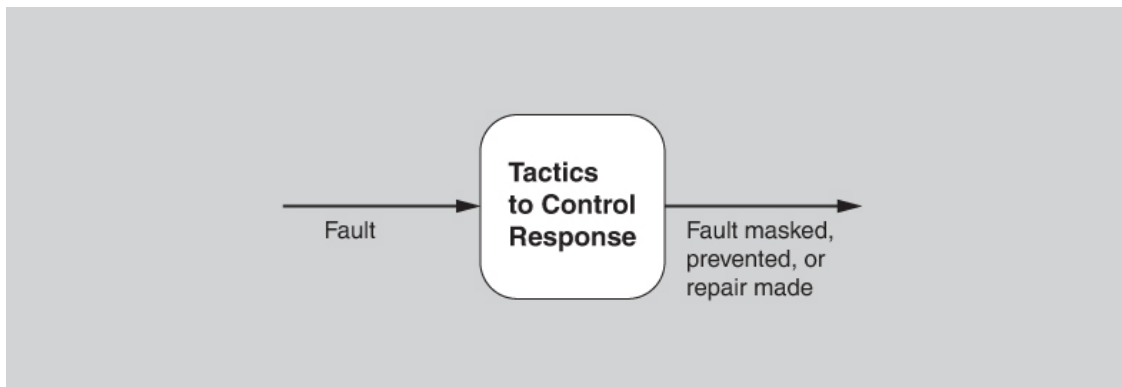 Fault
Tactics
to Control
Response
Fault masked,
prevented, or
repair made